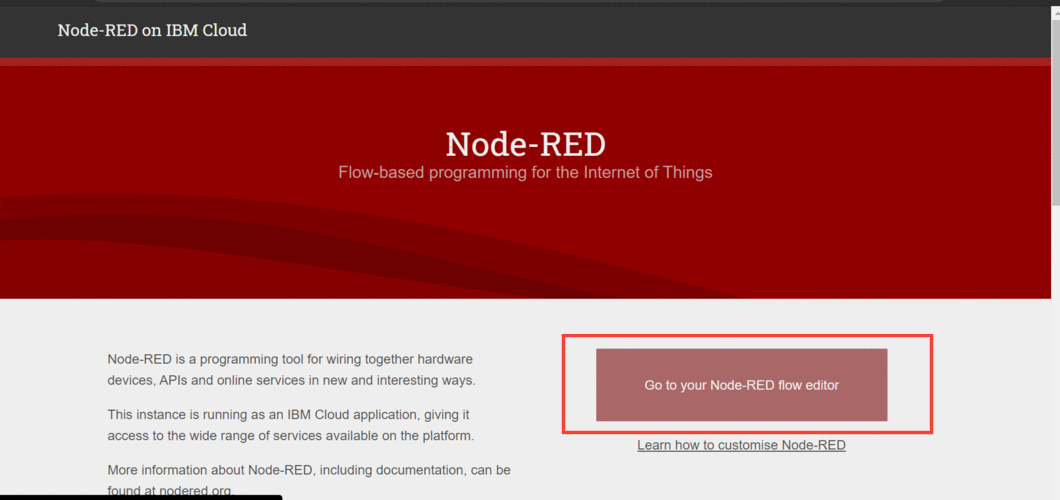 Node-RED on IBM Cloud
Node-RED
Flow-based programming for the Internet of Things
Node-RED is a programming tool for wiring together hardware
devices, APIs and online services in new and interesting ways.
This instance is running as an IBM Cloud application, giving it
access to the wide range of services available on the platform.
More information about Node-RED, including documentation, can be
found at nodered.org.
Go to your Node-RED flow editor
Learn how to customise Node-RED